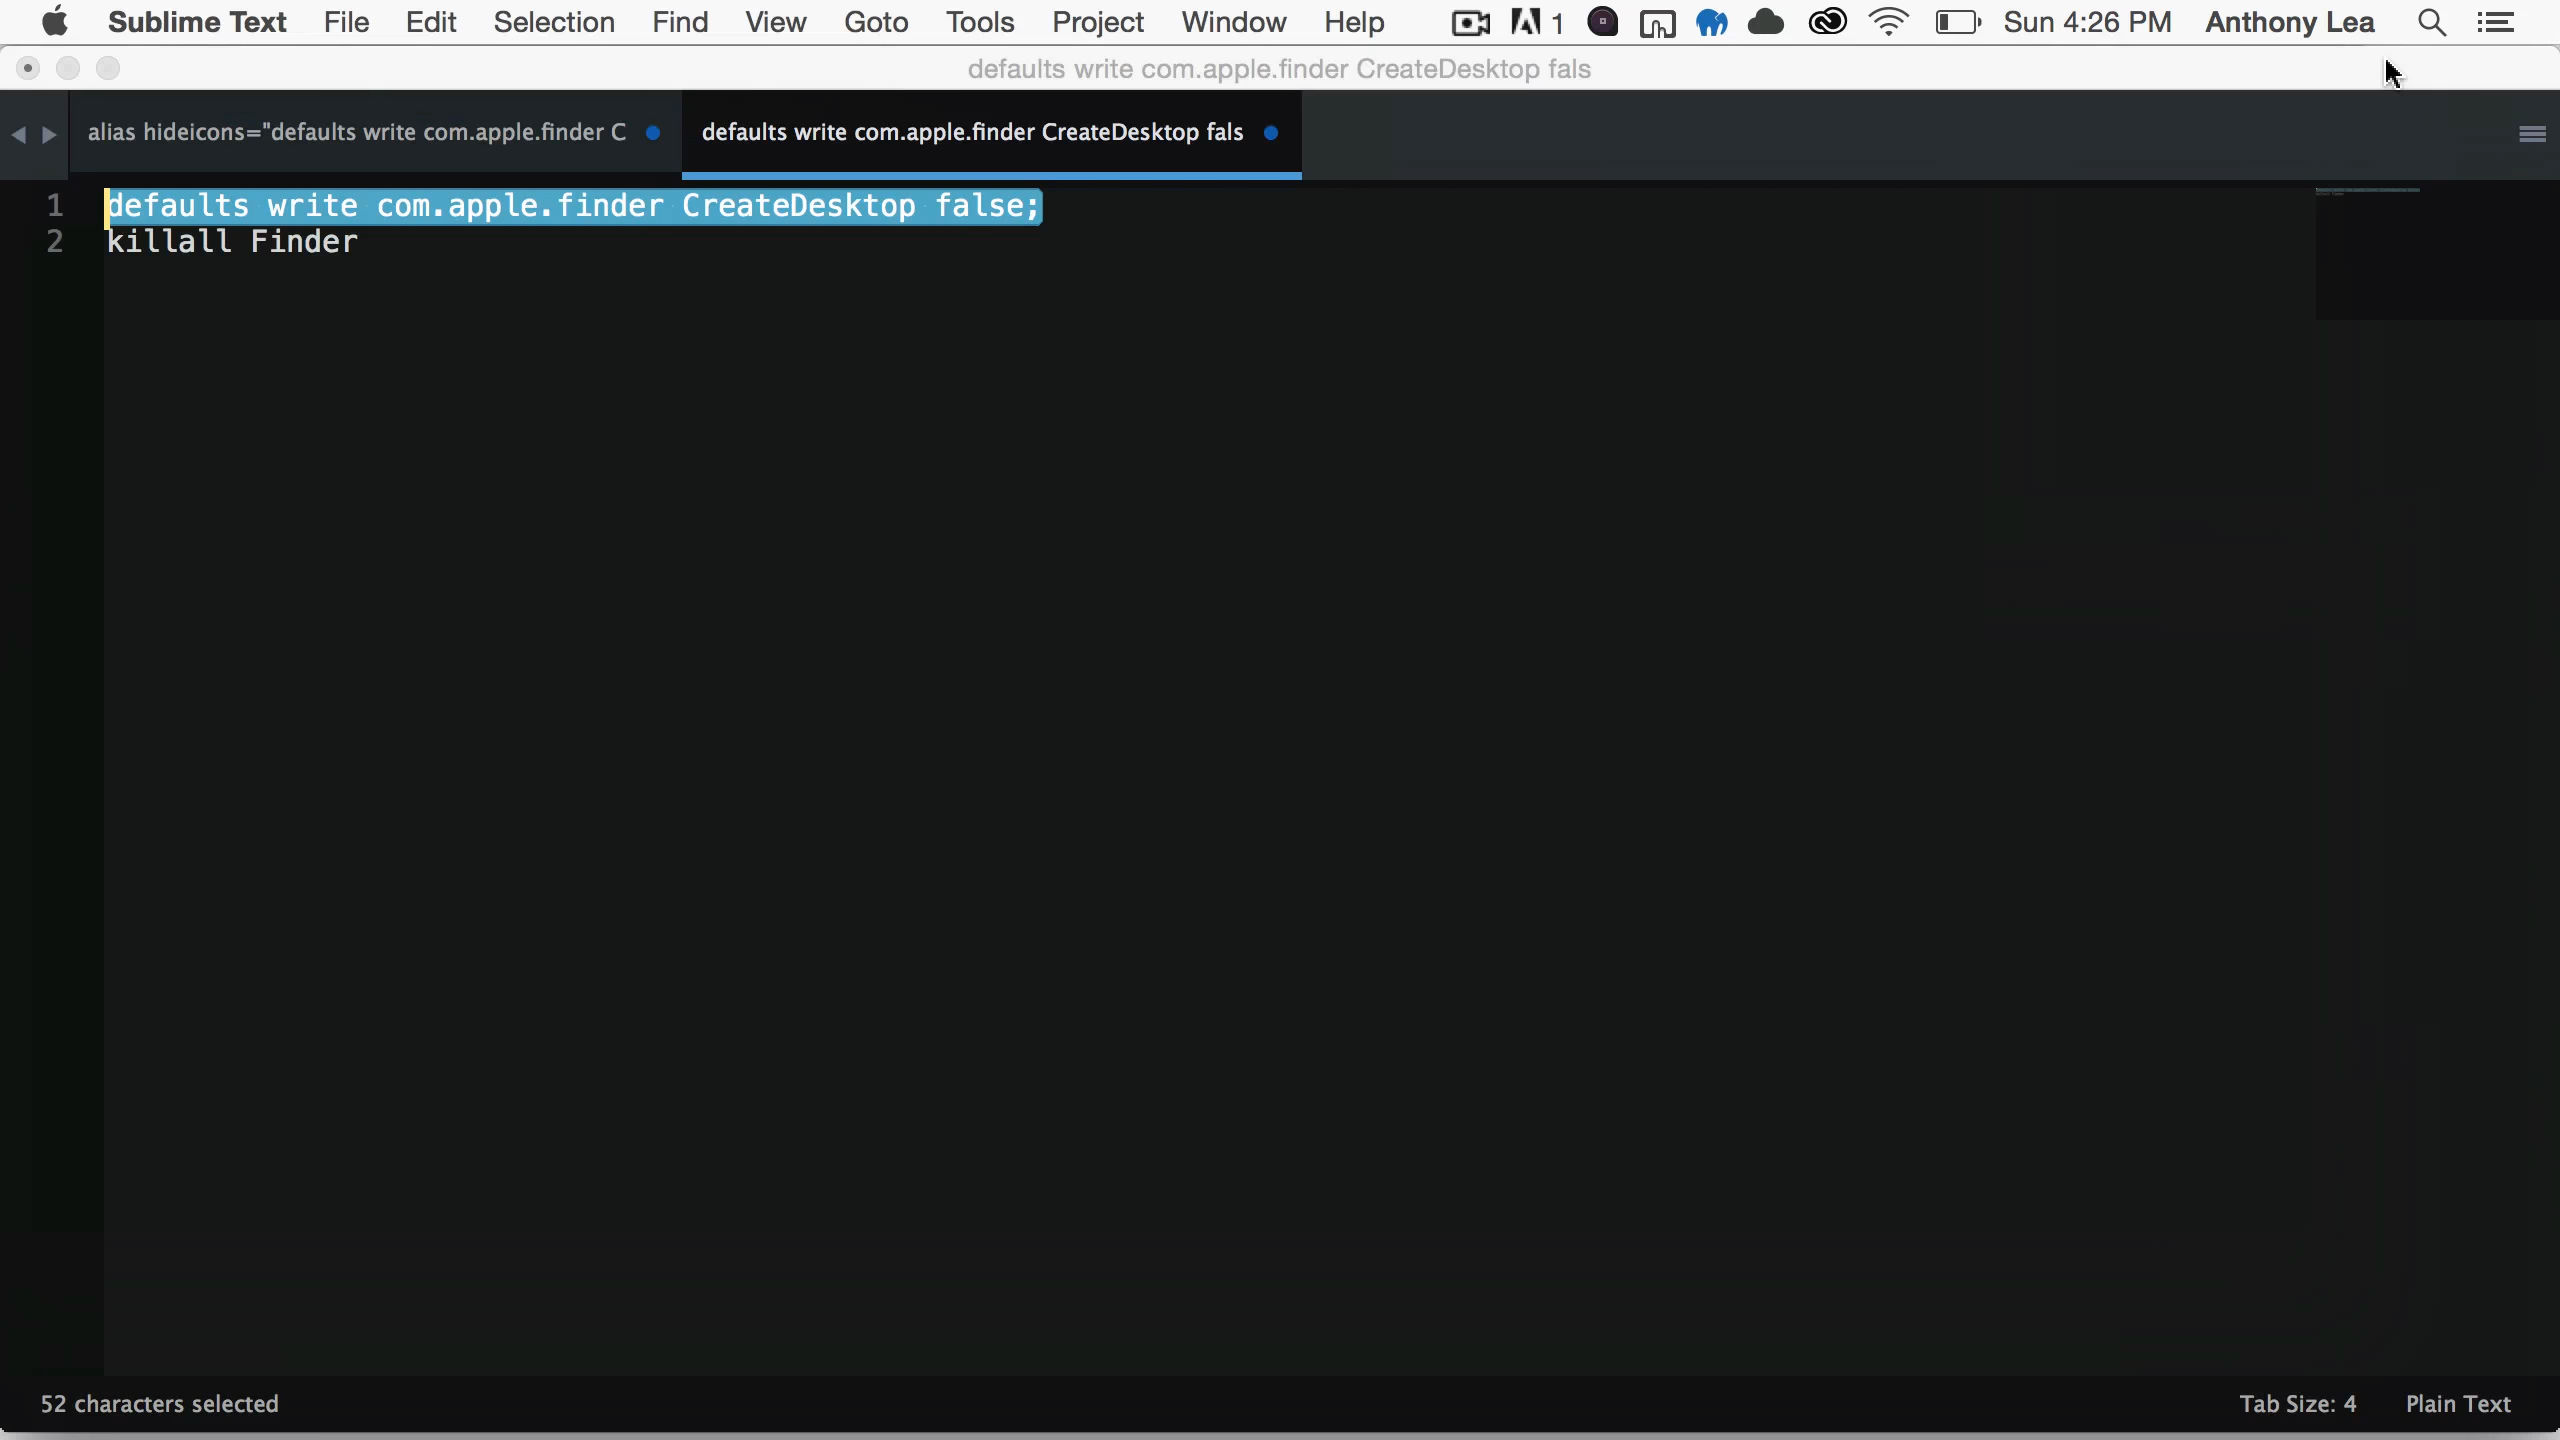 Sublime Text File Edit Selection Find View Goto Tools Project Window Help 1 Sun 4:26 PM Anthony Lea
defaults write com.apple.finder CreateDesktop fals
alias hideicons="defaults write com.apple.finder C defaults write com.apple.finder CreateDesktop fals
1 defaults write com.apple.finder CreateDesktop false;
2 killall Finder
52 characters selected Tab Size: 4 Plain Text